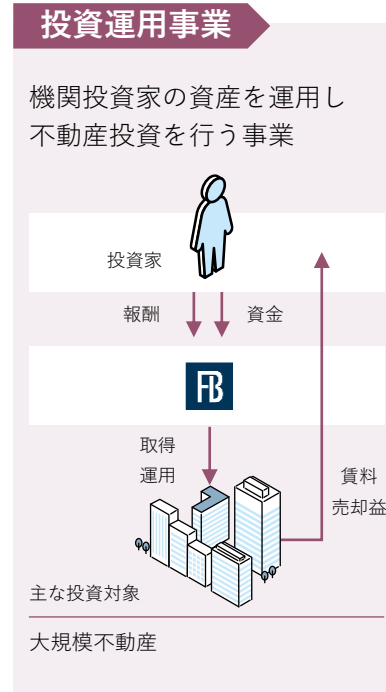 投資運用事業
機関投資家の資産を運用し
不動産投資を行う事業
投資家
報酬
資金
FB
取得
運用
賃料
売却益
主な投資対象
大規模不動産